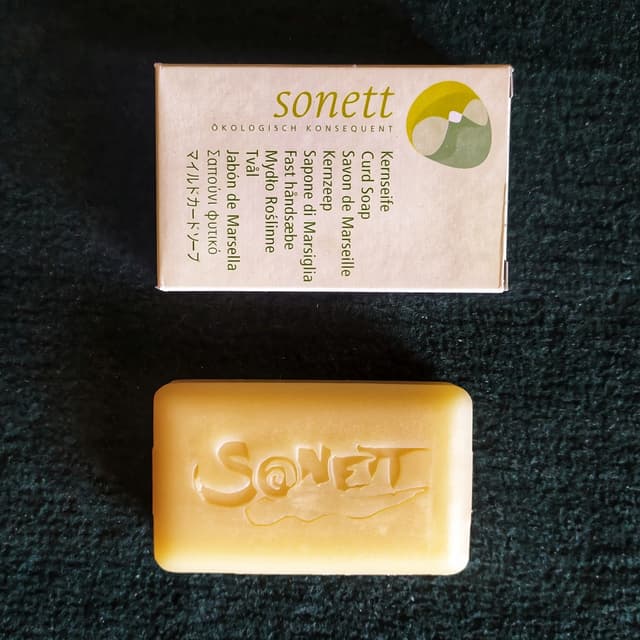 sonett
ÖKOLOGISCH KONSEQUENT
Kernseife
Curd Soap
Savon de Marseille
Kernzeep
Sapone di Marsiglia
Fast håndsæbe
Mydło Roślinne
Tvål
Jabón de Marsella
Σαπούνι φυτικό
マイルドカードソープ
SONETT